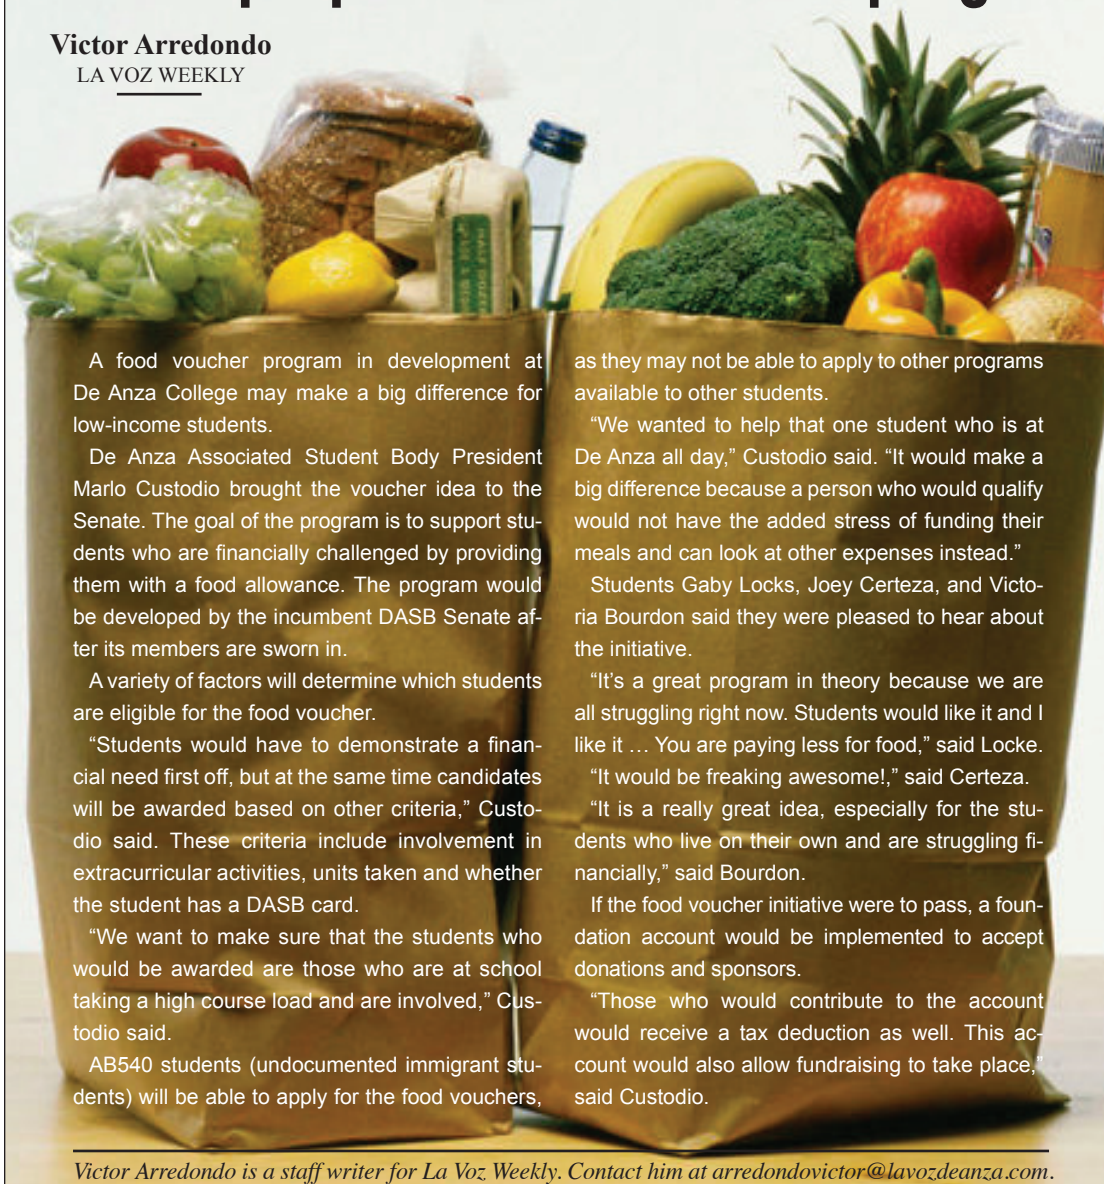 Victor Arredondo
LA VOZ WEEKLY
A food voucher program in development at
De Anza College may make a big difference for
low-income students.
De Anza Associated Student Body President
Marlo Custodio brought the voucher idea to the
Senate. The goal of the program is to support stu-
dents who are financially challenged by providing
them with a food allowance. The program would
be developed by the incumbent DASB Senate af-
ter its members are sworn in.
A variety of factors will determine which students
are eligible for the food voucher.
“Students would have to demonstrate a finan-
cial need first off, but at the same time candidates
will be awarded based on other criteria,” Custo-
dio said. These criteria include involvement in
extracurricular activities, units taken and whether
the student has a DASB card.
“We want to make sure that the students who
would be awarded are those who are at school
taking a high course load and are involved,” Cus-
todio said.
AB540 students (undocumented immigrant stu-
dents) will be able to apply for the food vouchers,
as they may not be able to apply to other programs
available to other students.
“We wanted to help that one student who is at
De Anza all day,” Custodio said. “It would make a
big difference because a person who would qualify
would not have the added stress of funding their
meals and can look at other expenses instead.”
Students Gaby Locks, Joey Certeza, and Victo-
ria Bourdon said they were pleased to hear about
the initiative.
“It’s a great program in theory because we are
all struggling right now. Students would like it and I
like it … You are paying less for food,” said Locke.
“It would be freaking awesome!,” said Certeza.
“It is a really great idea, especially for the stu-
dents who live on their own and are struggling fi-
nancially,” said Bourdon.
If the food voucher initiative were to pass, a foun-
dation account would be implemented to accept
donations and sponsors.
“Those who would contribute to the account
would receive a tax deduction as well. This ac-
count would also allow fundraising to take place,”
said Custodio.
Victor Arredondo is a staff writer for La Voz Weekly. Contact him at arredondovictor@lavozdeanza.com.